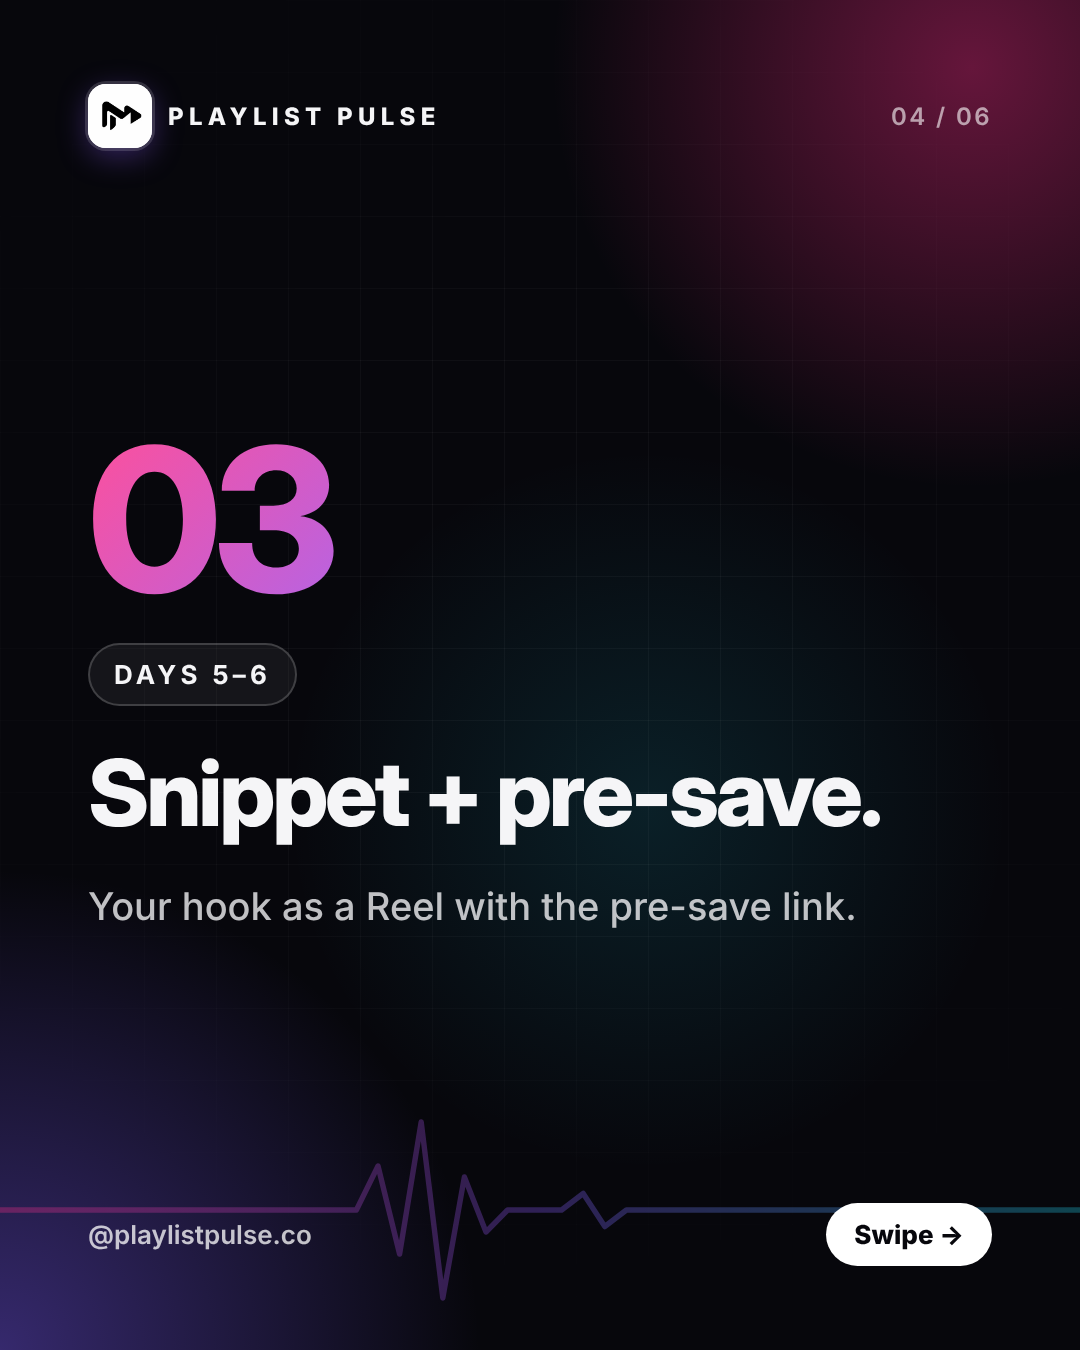 PLAYLIST PULSE
04 / 06
03
DAYS 5–6
Snippet + pre-save.
Your hook as a Reel with the pre-save link.
@playlistpulse.co
Swipe →